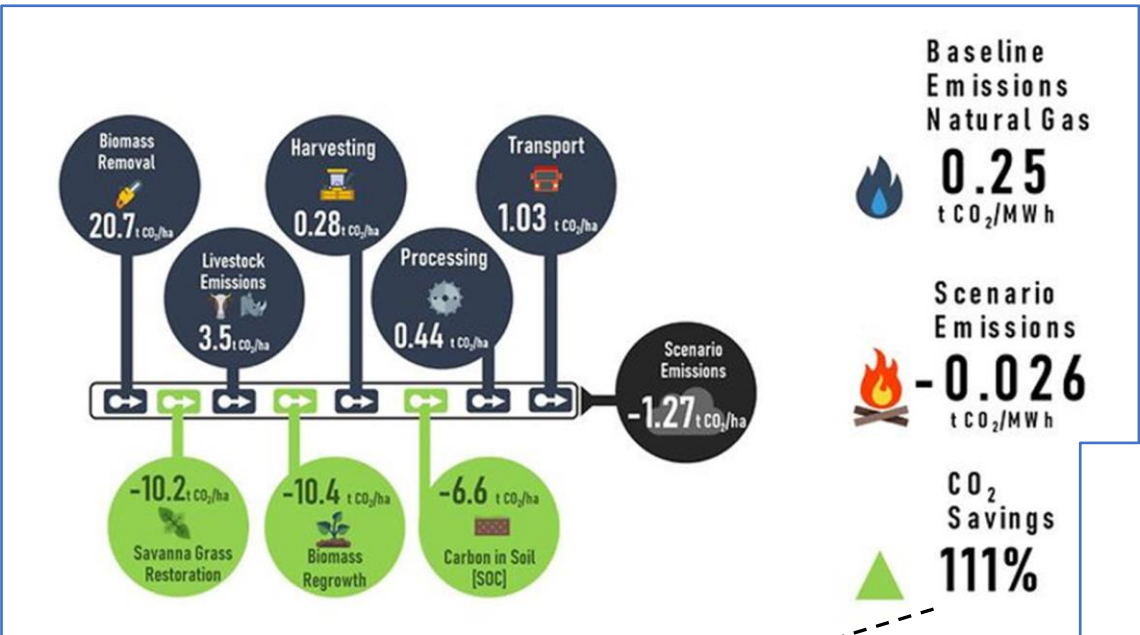 Biomass
Removal
20.7 t CO₂/ha
Livestock
Emissions
3.5 t CO₂/ha
Harvesting
0.28 t CO₂/ha
Processing
0.44 t CO₂/ha
Transport
1.03 t CO₂/ha
-10.2 t CO₂/ha
Savanna Grass
Restoration
-10.4 t CO₂/ha
Biomass
Regrowth
-6.6 t CO₂/ha
Carbon in Soil
[SOC]
Scenario
Emissions
-1.27 t CO₂/ha
Baseline
Emissions
Natural Gas
0.25
t CO₂/MWh
Scenario
Emissions
-0.026
t CO₂/MWh
CO₂
Savings
111%